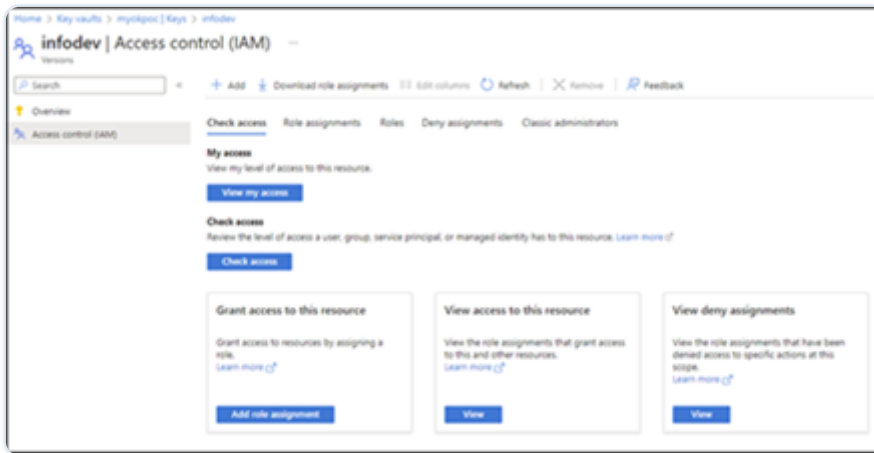 Home > Key vaults > myokpoc | Keys > infodev
infodev | Access control (IAM) ...
Versions
Search
Overview
Access control (IAM)
Add Download role assignments Edit columns Refresh Remove Feedback
Check access Role assignments Roles Deny assignments Classic administrators
My access
View my level of access to this resource.
View my access
Check access
Review the level of access a user, group, service principal, or managed identity has to this resource. Learn more
Check access
Grant access to this resource
Grant access to resources by assigning a
role.
Learn more
Add role assignment
View access to this resource
View the role assignments that grant access
to this and other resources.
Learn more
View
View deny assignments
View the role assignments that have been
denied access to specific actions at this
scope.
Learn more
View